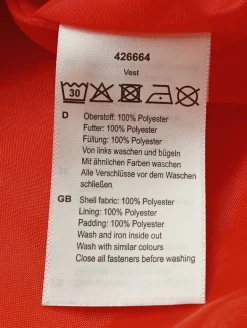 426664
Vest
30
D Oberstoff: 100% Polyester
Futter: 100% Polyester
Füllung: 100% Polyester
Von links waschen und bügeln
Mit ähnlichen Farben waschen
Alle Verschlüsse vor dem Waschen
schließen
GB Shell fabric: 100% Polyester
Lining: 100% Polyester
Padding: 100% Polyester
Wash and iron inside out
Wash with similar colours
Close all fasteners before washing